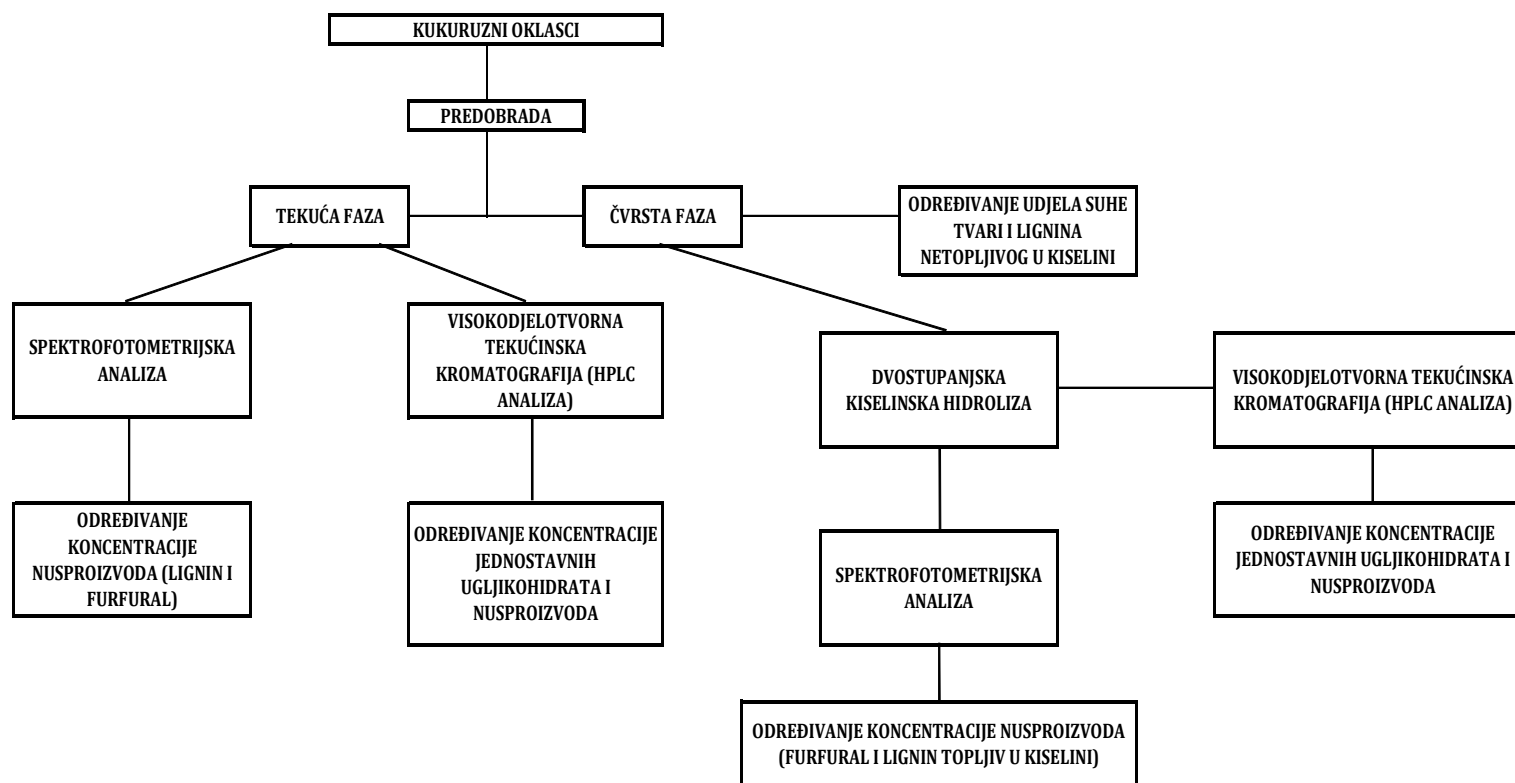 KUKURUZNI OKLASCI
PREDOBRADA
TEKUĆA FAZA
ČVRSTA FAZA
ODREĐIVANJE UDJELA SUHE
TVARI I LIGNINA
NETOPLJIVOG U KISELINI
SPEKTROFOTOMETRIJSKA
ANALIZA
VISOKODJELOTVORNA
TEKUĆINSKA
KROMATOGRAFIJA (HPLC
ANALIZA)
DVOSTUPANJSKA
KISELINSKA HIDROLIZA
VISOKODJELOTVORNA TEKUĆINSKA
KROMATOGRAFIJA (HPLC ANALIZA)
ODREĐIVANJE
KONCENTRACIJE
NUSPROIZVODA (LIGNIN I
FURFURAL)
ODREĐIVANJE KONCENTRACIJE
JEDNOSTAVNIH
UGLJIKOHIDRATA I
NUSPROIZVODA
SPEKTROFOTOMETRIJSKA
ANALIZA
ODREĐIVANJE KONCENTRACIJE
JEDNOSTAVNIH UGLJIKOHIDRATA I
NUSPROIZVODA
ODREĐIVANJE KONCENTRACIJE NUSPROIZVODA
(FURFURAL I LIGNIN TOPLJIV U KISELINI)